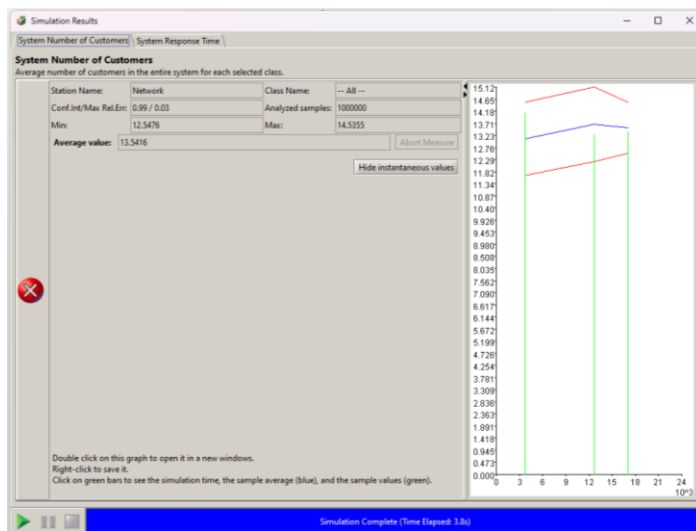 Simulation Results
System Number of Customers System Response Time
System Number of Customers
Average number of customers in the entire system for each selected class.
Station Name: Network Class Name: -- All --
Conf.Int/Max Rel.Err: 0.99 / 0.03 Analyzed samples: 1000000
Min: 12.5476 Max: 14.5355
Average value: 13.5416 Abort Measure
Hide instantaneous values
15.12
14.65
14.18
13.71
13.23
12.76
12.29
11.82
11.34
10.87
10.40
9.926
9.453
8.980
8.508
8.035
7.562
7.090
6.617
6.144
5.672
5.199
4.726
4.254
3.781
3.309
2.836
2.363
1.891
1.418
0.945
0.473
0.000
0 3 6 9 12 15 18 21 24
10^3
Double click on this graph to open it in a new windows.
Right-click to save it.
Click on green bars to see the simulation time, the sample average (blue), and the sample values (green).
Simulation Complete (Time Elapsed: 3.8s)